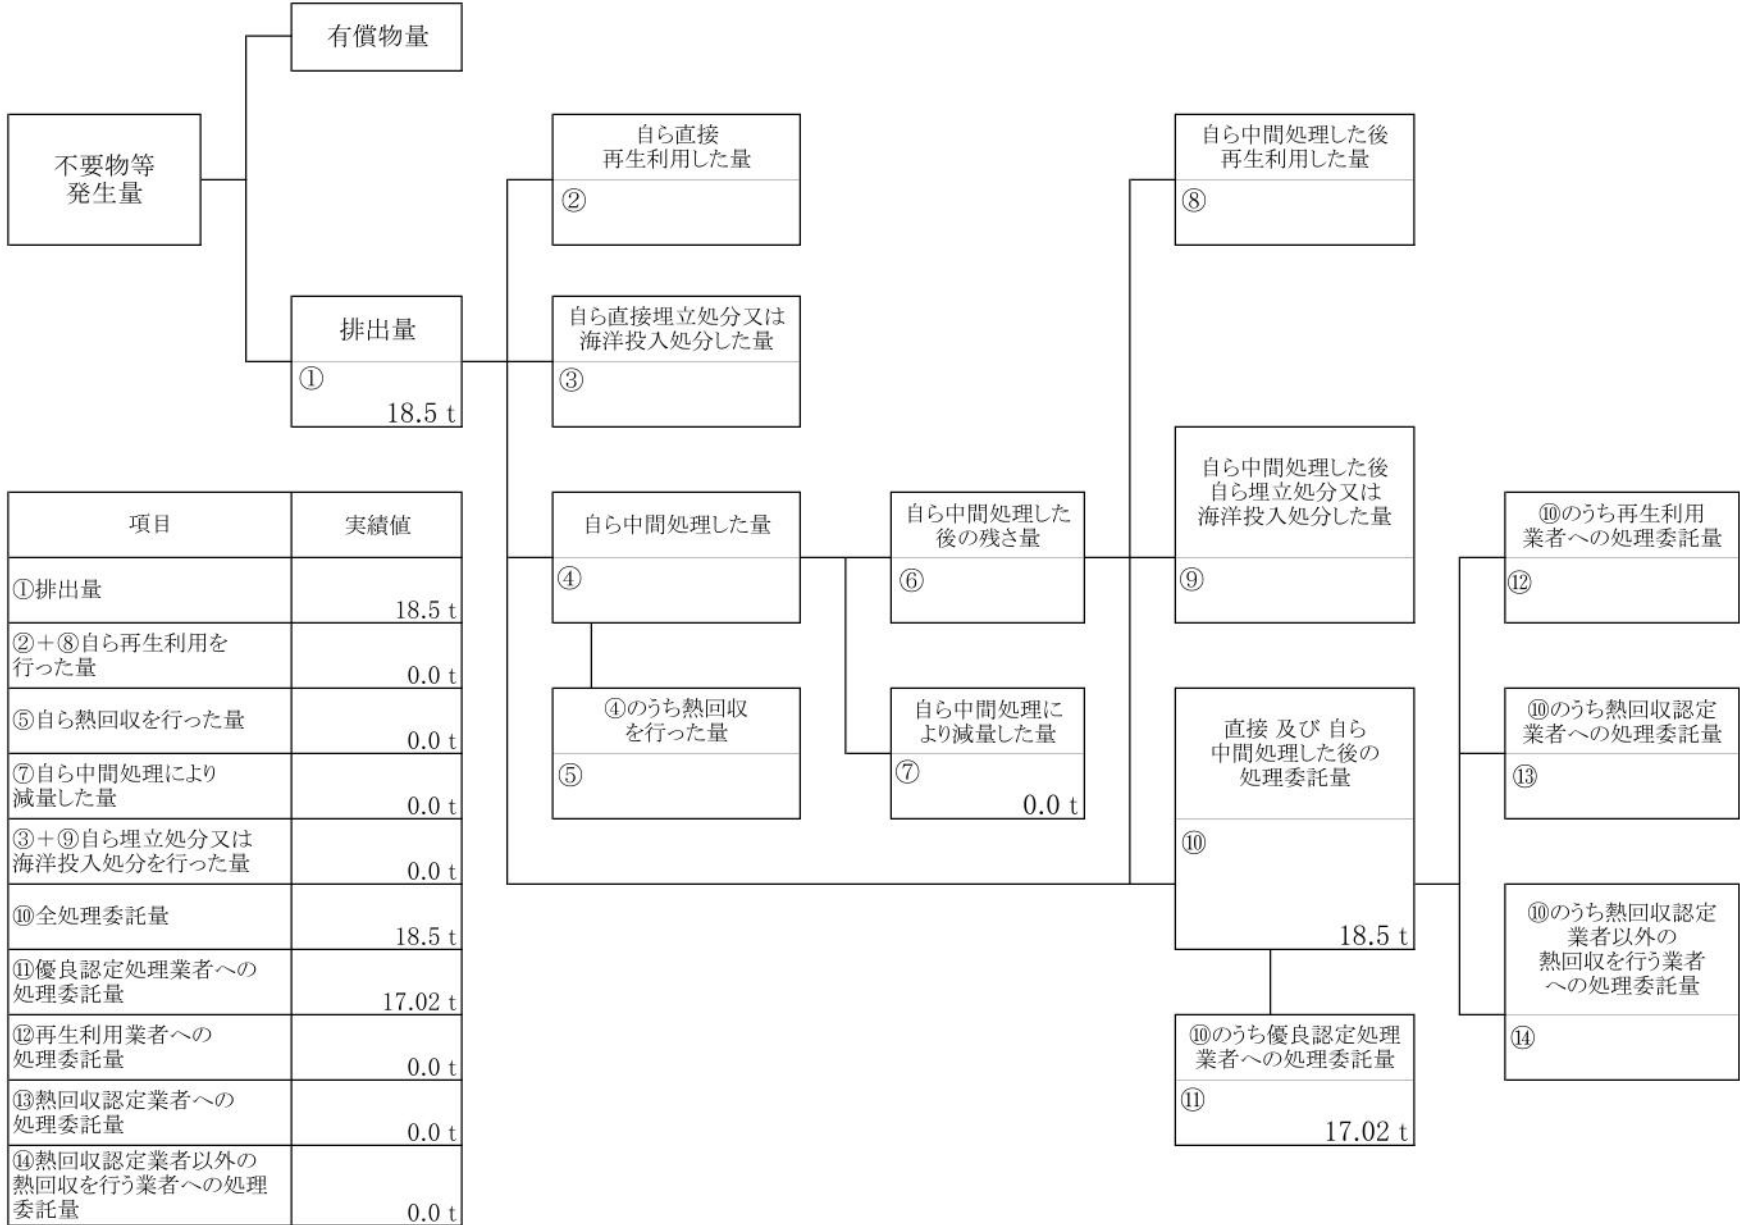 有償物量
不要物等
発生量
排出量
①
18.5 t
自ら直接
再生利用した量
②
自ら直接埋立処分又は
海洋投入処分した量
③
自ら中間処理した量
④
④のうち熱回収
を行った量
⑤
自ら中間処理した
後の残さ量
⑥
自ら中間処理に
より減量した量
⑦
0.0 t
自ら中間処理した後
再生利用した量
⑧
自ら中間処理した後
自ら埋立処分又は
海洋投入処分した量
⑨
直接 及び 自ら
中間処理した後の
処理委託量
⑩
18.5 t
⑩のうち優良認定処理
業者への処理委託量
⑪
17.02 t
⑩のうち再生利用
業者への処理委託量
⑫
⑩のうち熱回収認定
業者への処理委託量
⑬
⑩のうち熱回収認定
業者以外の
熱回収を行う業者
への処理委託量
⑭
項目 実績値
①排出量
18.5 t
②＋⑧自ら再生利用を
行った量
0.0 t
⑤自ら熱回収を行った量
0.0 t
⑦自ら中間処理により
減量した量
0.0 t
③＋⑨自ら埋立処分又は
海洋投入処分を行った量
0.0 t
⑩全処理委託量
18.5 t
⑪優良認定処理業者への
処理委託量
17.02 t
⑫再生利用業者への
処理委託量
0.0 t
⑬熱回収認定業者への
処理委託量
0.0 t
⑭熱回収認定業者以外の
熱回収を行う業者への処理
委託量
0.0 t